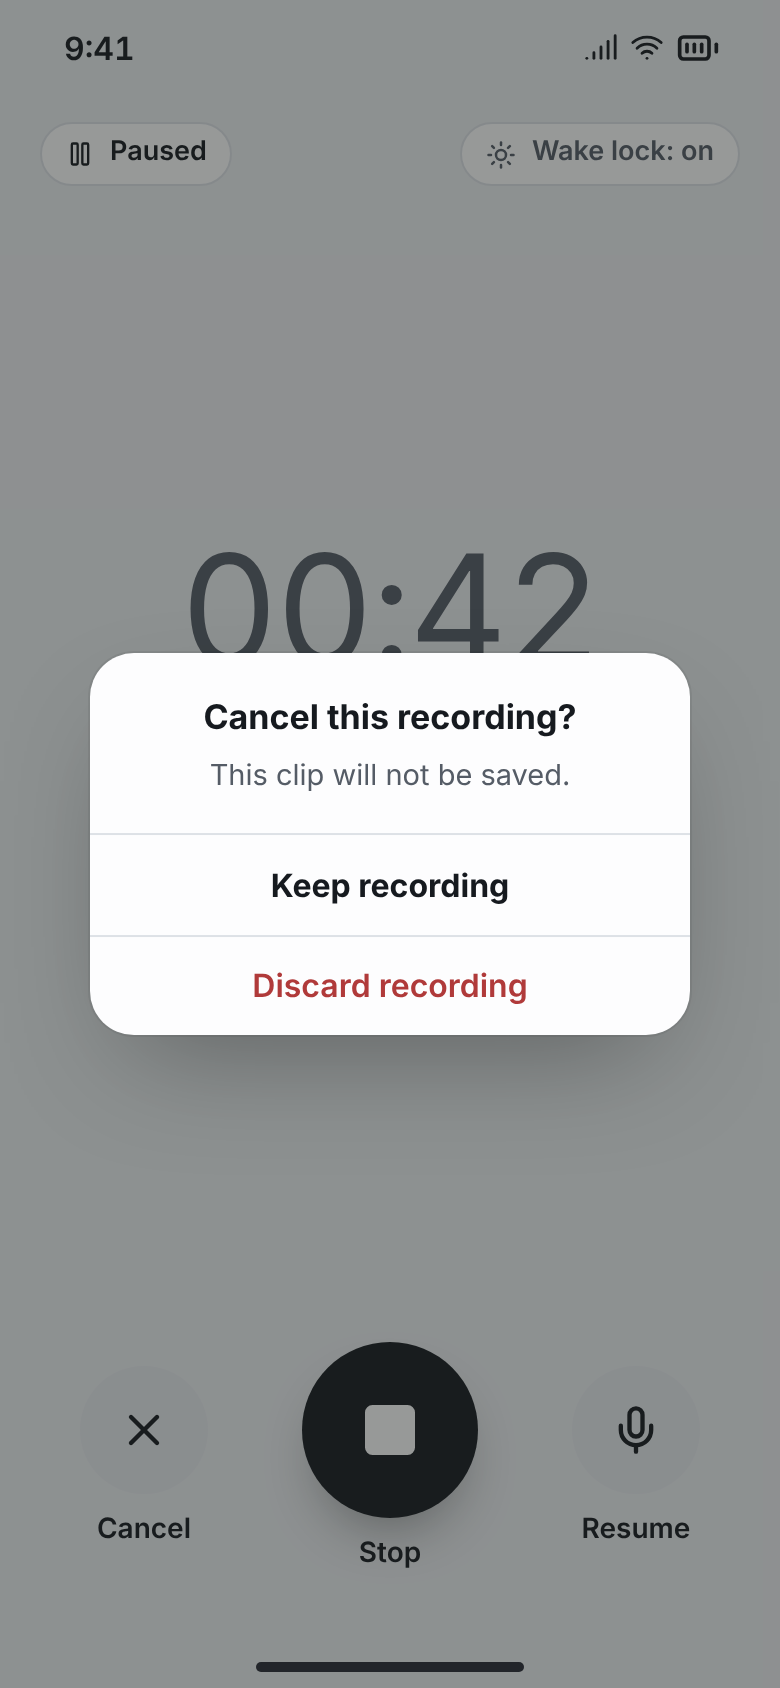 9:41
Paused
Wake lock: on
00:42
Cancel this recording?
This clip will not be saved.
Keep recording
Discard recording
Cancel
Stop
Resume